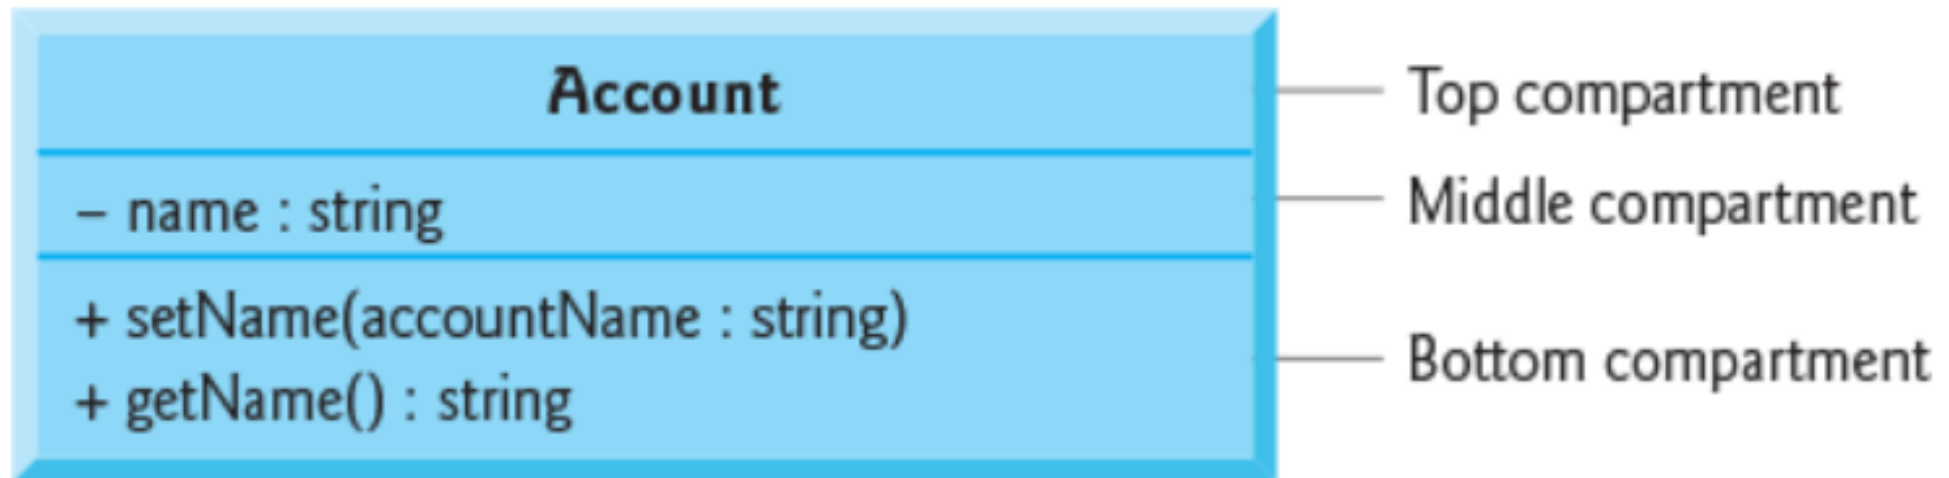 Account
Top compartment
– name : string
Middle compartment
+ setName(accountName : string)
+ getName() : string
Bottom compartment